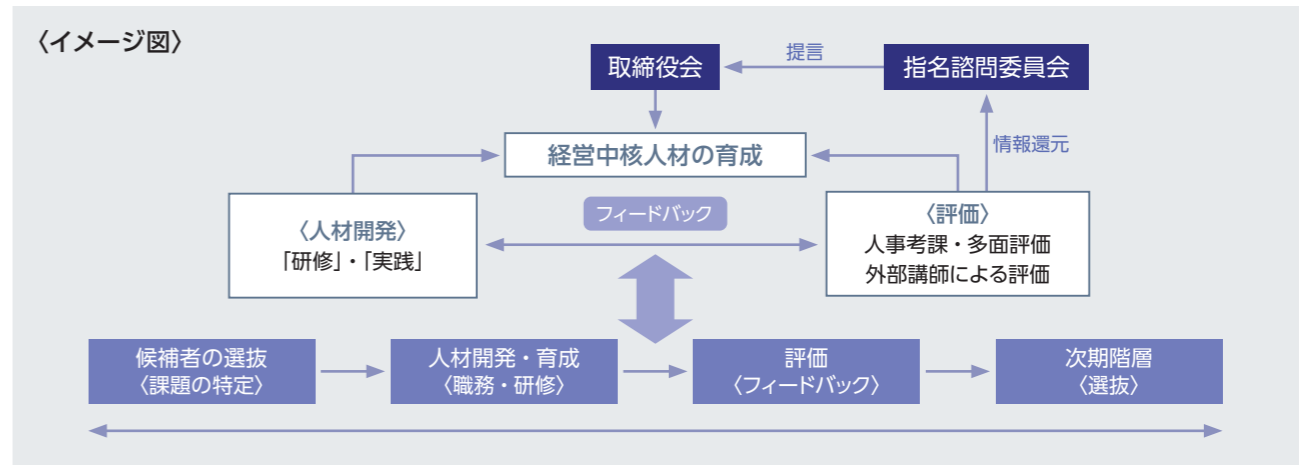 〈イメージ図〉
取締役会
提言
指名諮問委員会
情報還元
経営中核人材の育成
〈人材開発〉
「研修」・「実践」
フィードバック
〈評価〉
人事考課・多面評価
外部講師による評価
候補者の選抜
〈課題の特定〉
人材開発・育成
〈職務・研修〉
評価
〈フィードバック〉
次期階層
〈選抜〉